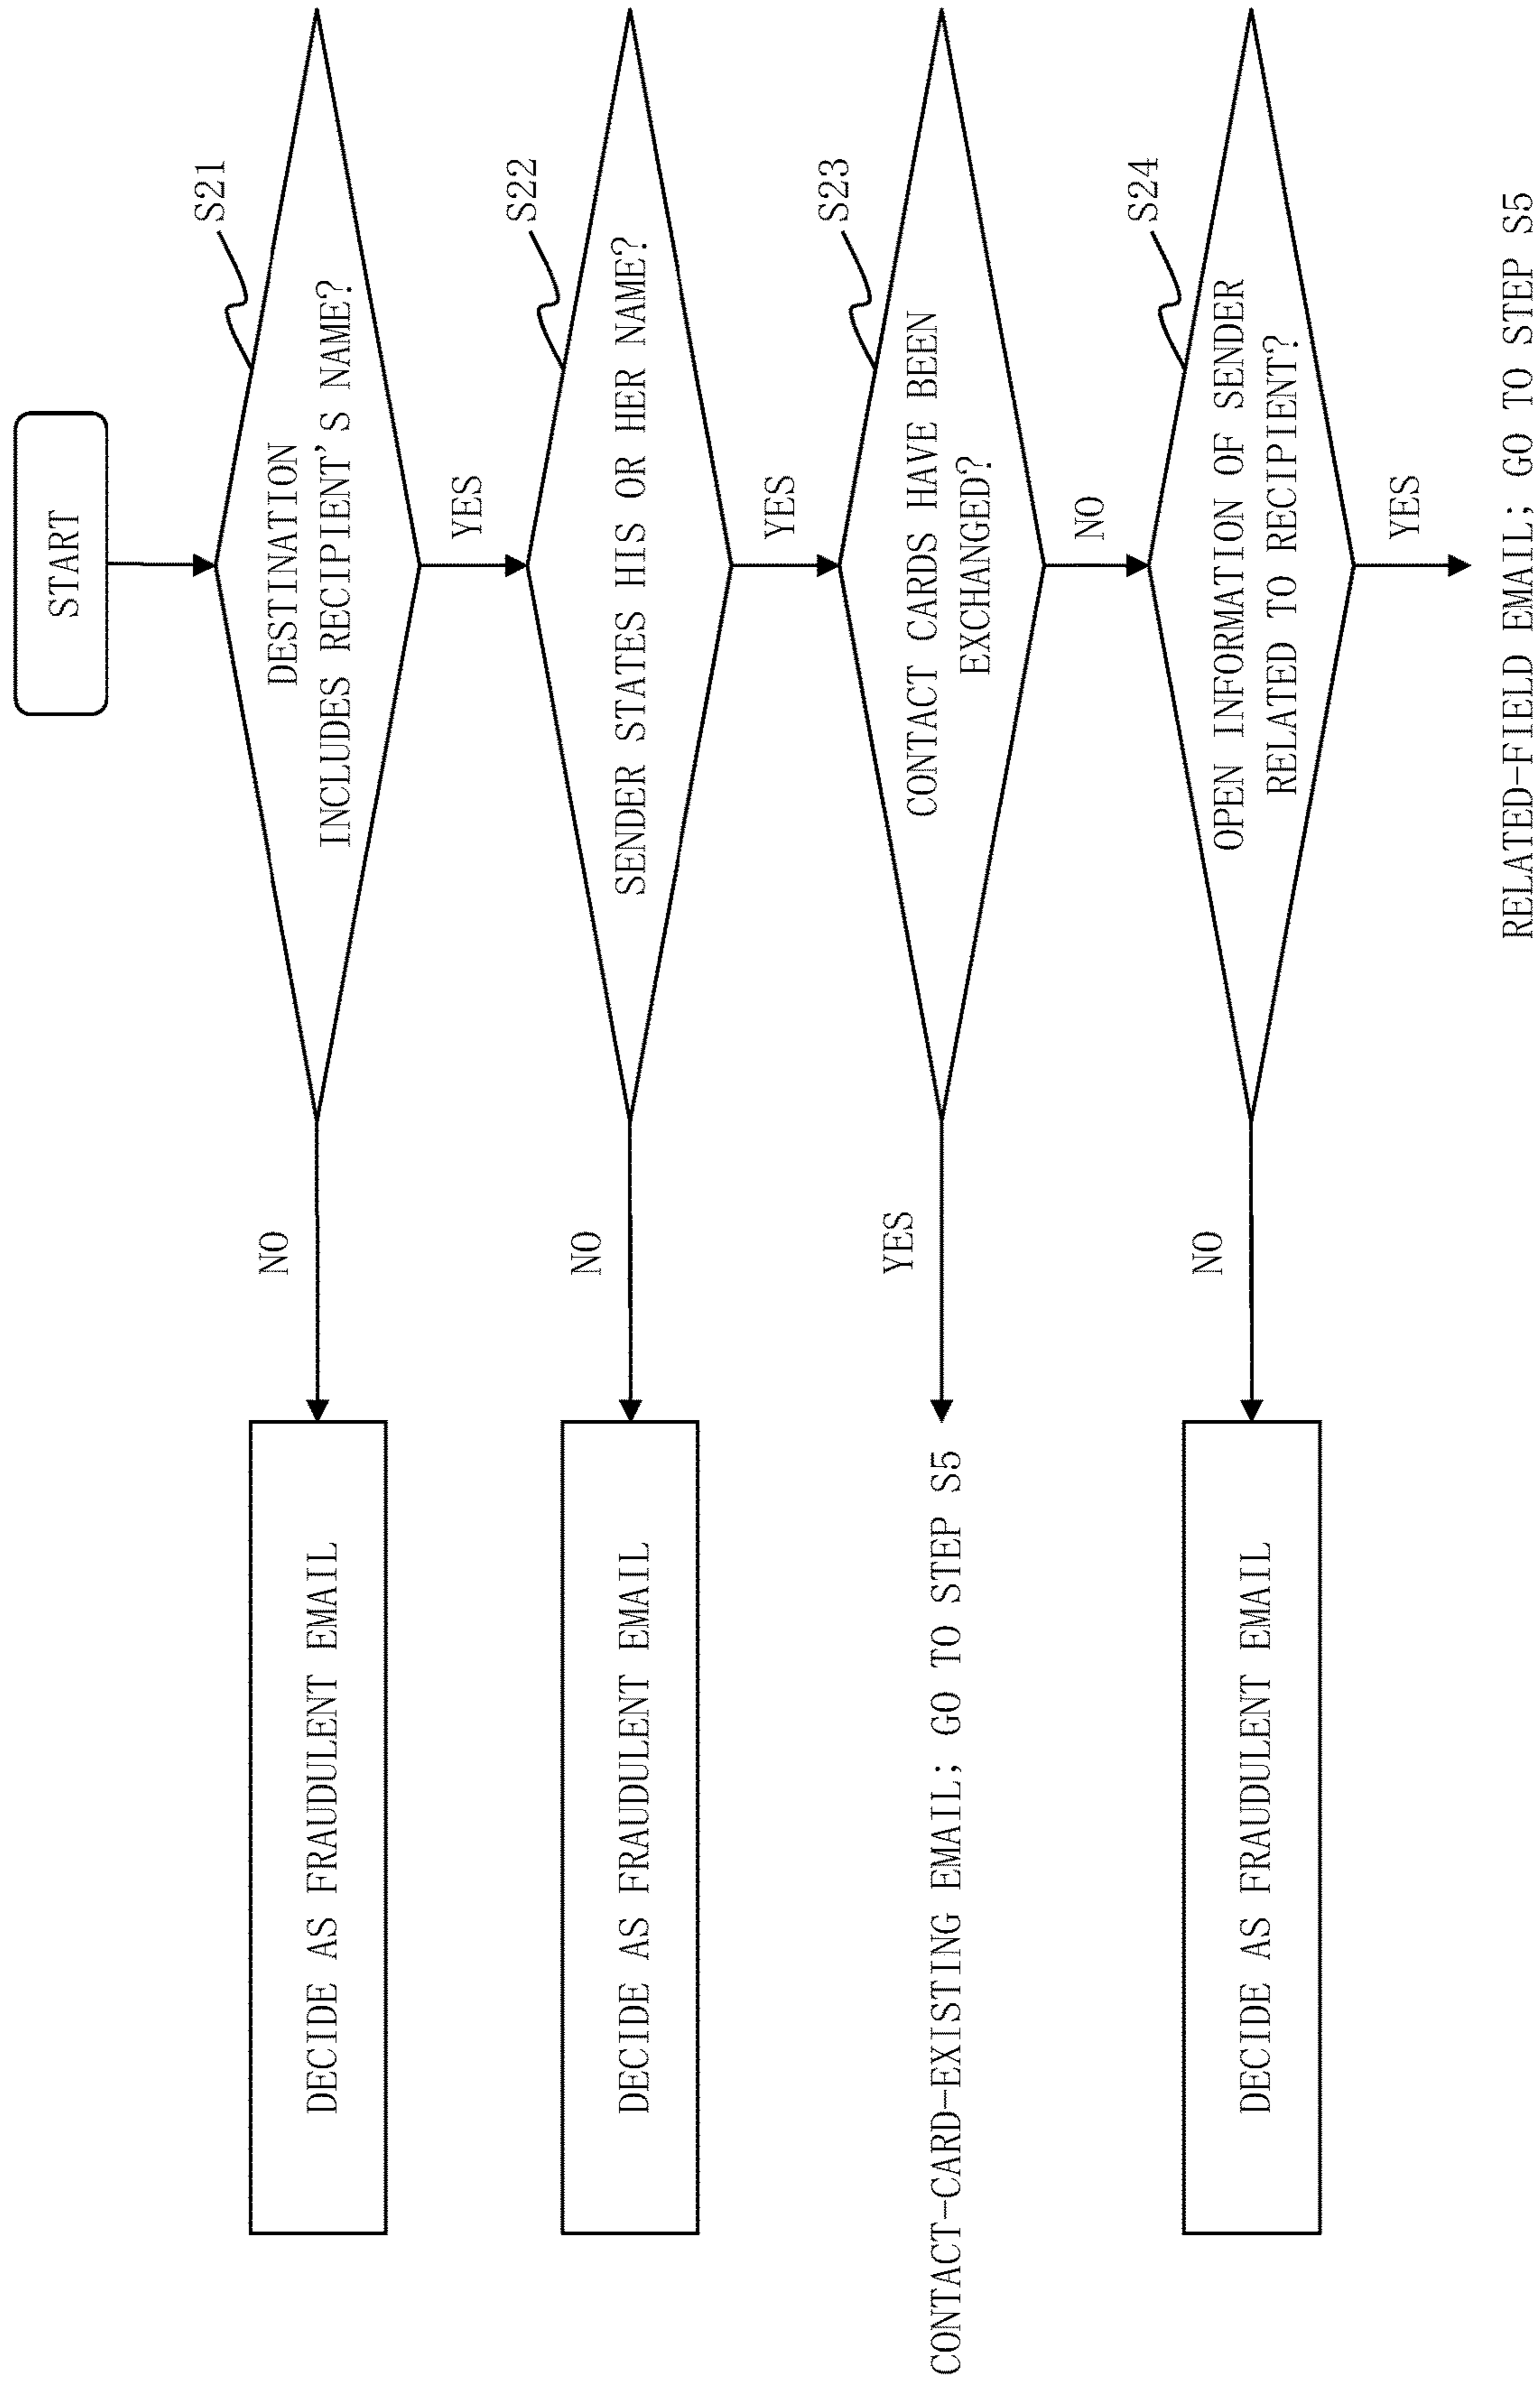 START
S21
DESTINATION
INCLUDES RECIPIENT'S NAME?
NO
DECIDE AS FRAUDULENT EMAIL
YES
S22
SENDER STATES HIS OR HER NAME?
NO
DECIDE AS FRAUDULENT EMAIL
YES
S23
CONTACT CARDS HAVE BEEN
EXCHANGED?
YES
CONTACT-CARD-EXISTING EMAIL; GO TO STEP S5
NO
S24
OPEN INFORMATION OF SENDER
RELATED TO RECIPIENT?
NO
DECIDE AS FRAUDULENT EMAIL
YES
RELATED-FIELD EMAIL; GO TO STEP S5